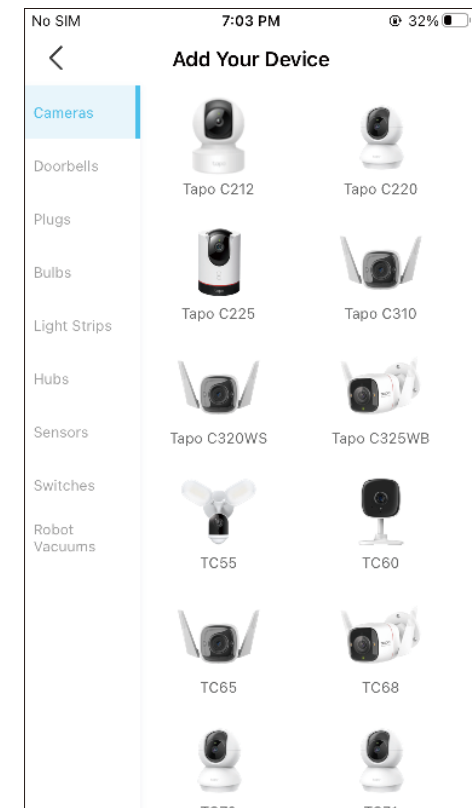 No SIM 7:03 PM 32%
Add Your Device
Cameras
Doorbells
Plugs
Bulbs
Light Strips
Hubs
Sensors
Switches
Robot
Vacuums
Tapo C212 Tapo C220
Tapo C225 Tapo C310
Tapo C320WS Tapo C325WB
TC55 TC60
TC65 TC68